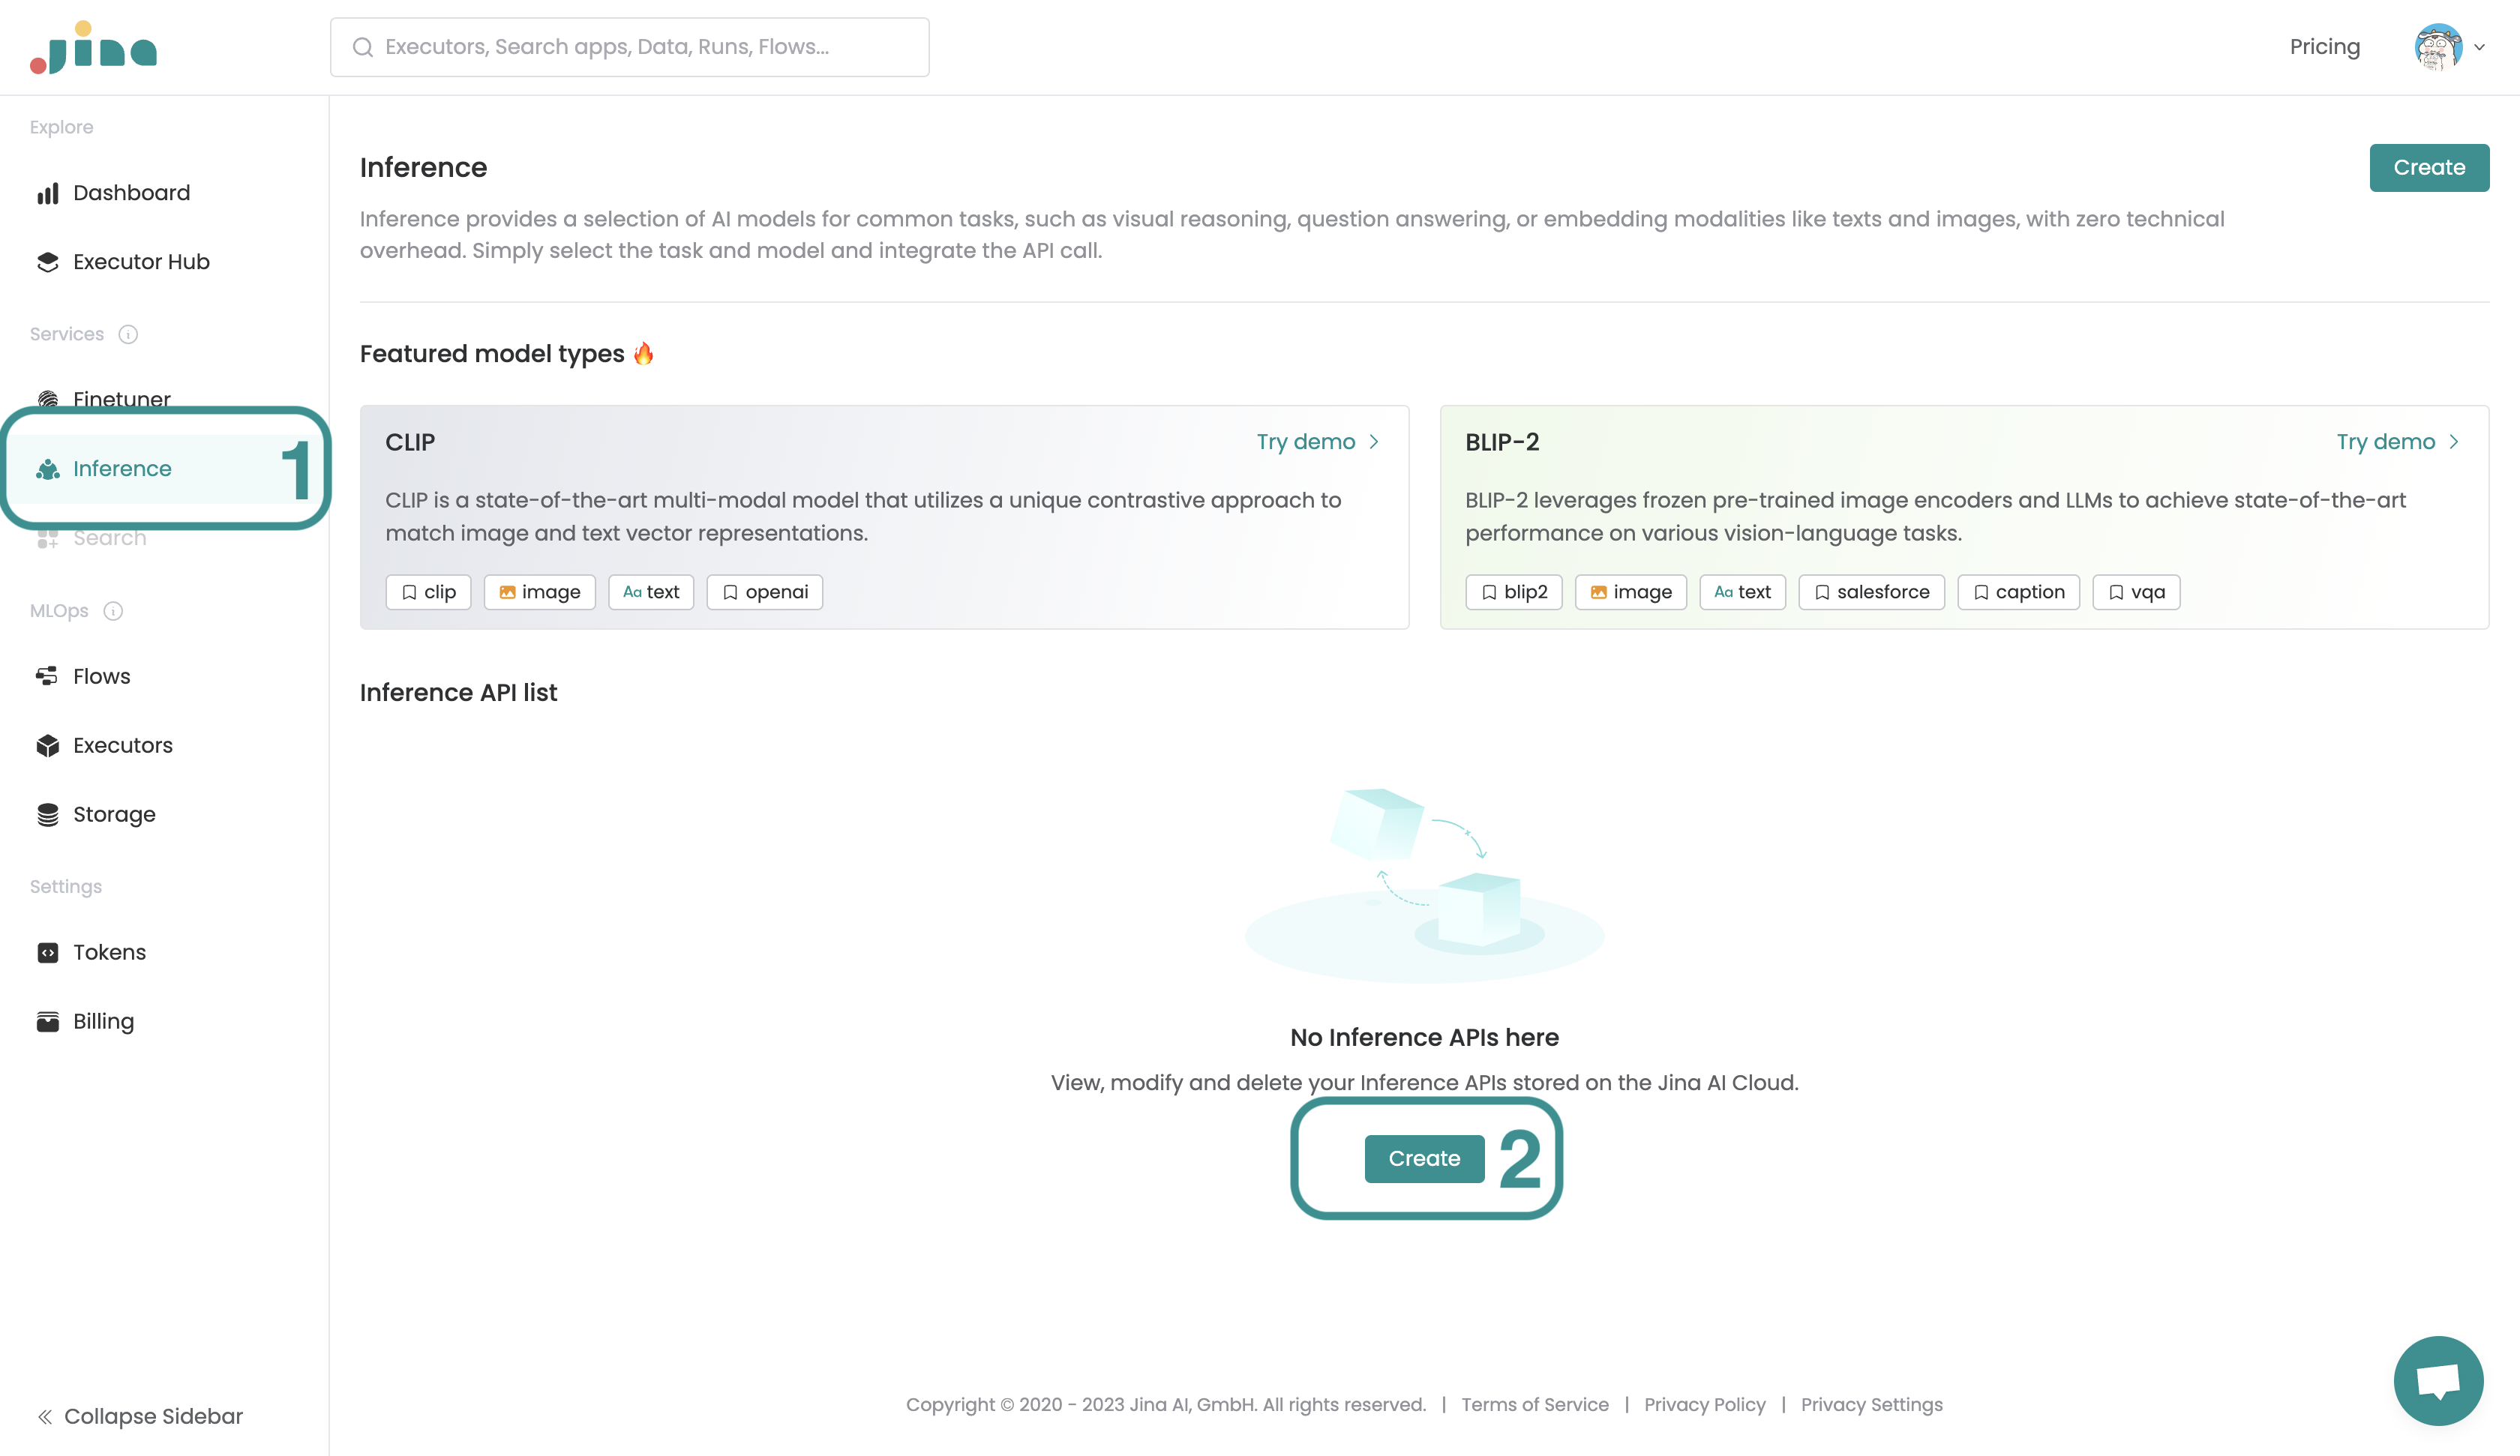 Jina
Executors, Search apps, Data, Runs, Flows...
Pricing
Explore
Dashboard
Executor Hub
Services
Finetuner
Inference
1
Search
MLOps
Flows
Executors
Storage
Settings
Tokens
Billing
Collapse Sidebar
Inference
Create
Inference provides a selection of AI models for common tasks, such as visual reasoning, question answering, or embedding modalities like texts and images, with zero technical
overhead. Simply select the task and model and integrate the API call.
Featured model types 🔥
CLIP
Try demo
CLIP is a state-of-the-art multi-modal model that utilizes a unique contrastive approach to
match image and text vector representations.
clip image Aa text openai
BLIP-2
Try demo
BLIP-2 leverages frozen pre-trained image encoders and LLMs to achieve state-of-the-art
performance on various vision-language tasks.
blip2 image Aa text salesforce caption vqa
Inference API list
No Inference APIs here
View, modify and delete your Inference APIs stored on the Jina AI Cloud.
Create
2
Copyright © 2020 - 2023 Jina AI, GmbH. All rights reserved. | Terms of Service | Privacy Policy | Privacy Settings